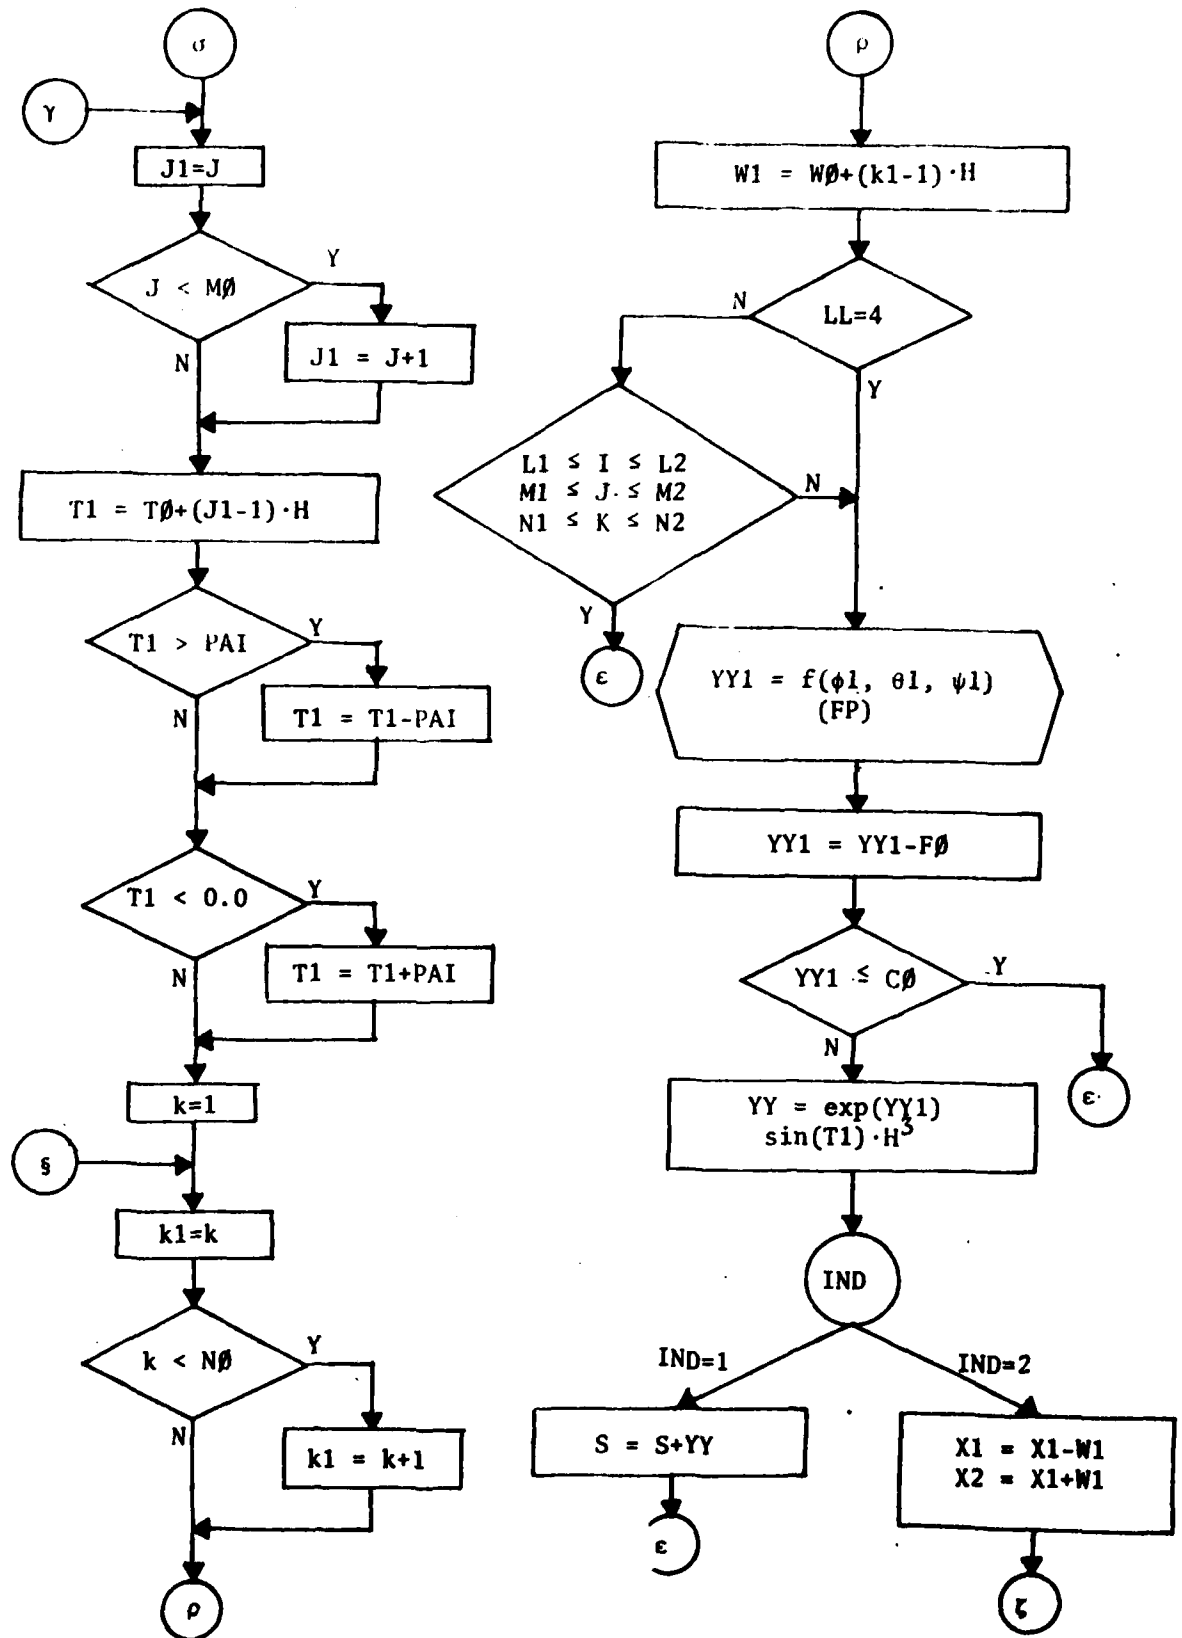 σ
γ
J1=J
J < MØ
Y
N
J1 = J+1
T1 = TØ+(J1-1)·H
T1 > PAI
Y
N
T1 = T1-PAI
T1 < 0.0
Y
N
T1 = T1+PAI
k=1
§
k1=k
k < NØ
Y
N
k1 = k+1
ρ
ρ
W1 = WØ+(k1-1)·H
LL=4
N
Y
L1 ≤ I ≤ L2
M1 ≤ J ≤ M2
N1 ≤ K ≤ N2
N
Y
ε
YY1 = f(ϕ1, θ1, ψ1)
(FP)
YY1 = YY1-FØ
YY1 ≤ CØ
Y
N
ε
YY = exp(YY1)
sin(T1)·H³
IND
IND=1
IND=2
S = S+YY
X1 = X1-W1
X2 = X1+W1
ε
ζ